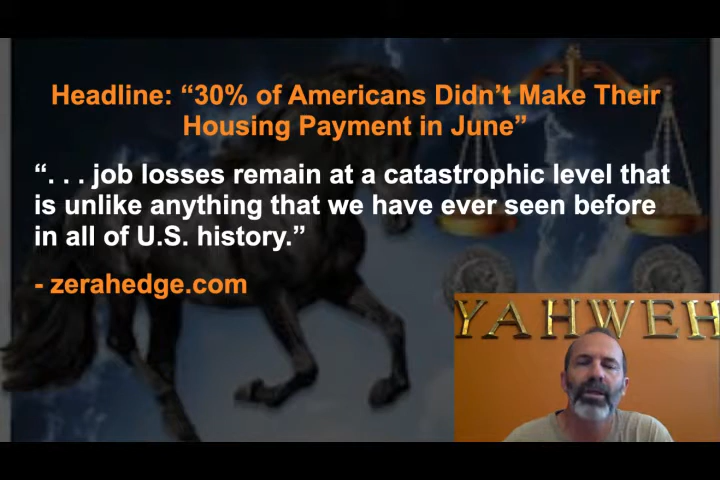 Headline: “30% of Americans Didn’t Make Their
Housing Payment in June”
“. . . job losses remain at a catastrophic level that
is unlike anything that we have ever seen before
in all of U.S. history.”
- zerahedge.com
YAHWEH